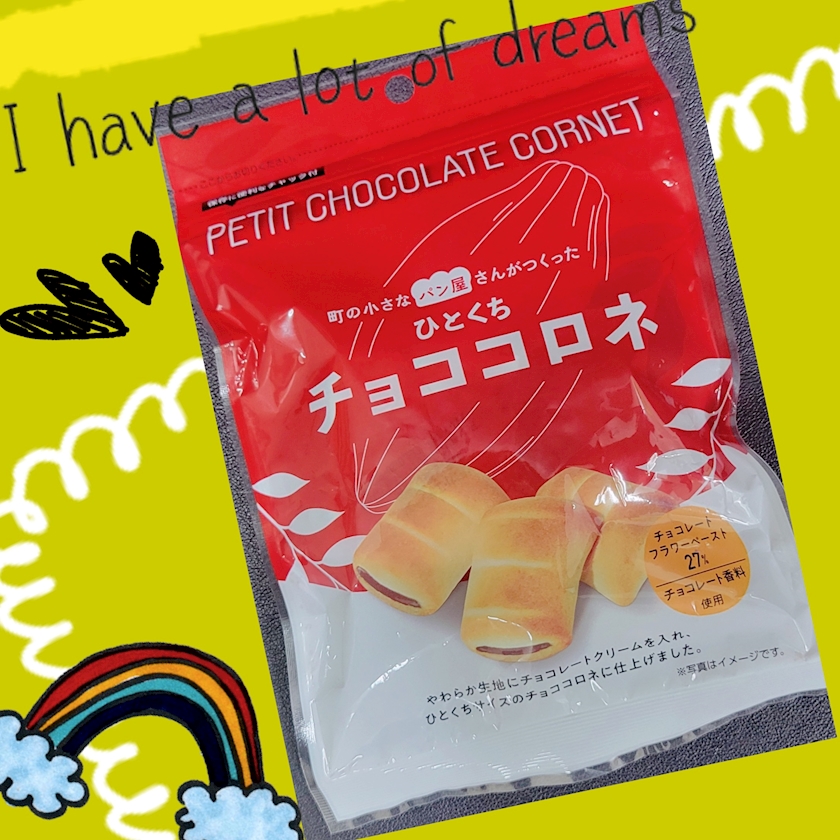 I have a lot of dreams
保存に便利なチャック付
PETIT CHOCOLATE CORNET
町の小さなパン屋さんがつくった
ひとくち
チョココロネ
チョコレート
フラワーペースト
27%
チョコレート香料
使用
やわらか生地にチョコレートクリームを入れ、
ひとくちサイズのチョココロネに仕上げました。
※写真はイメージです。